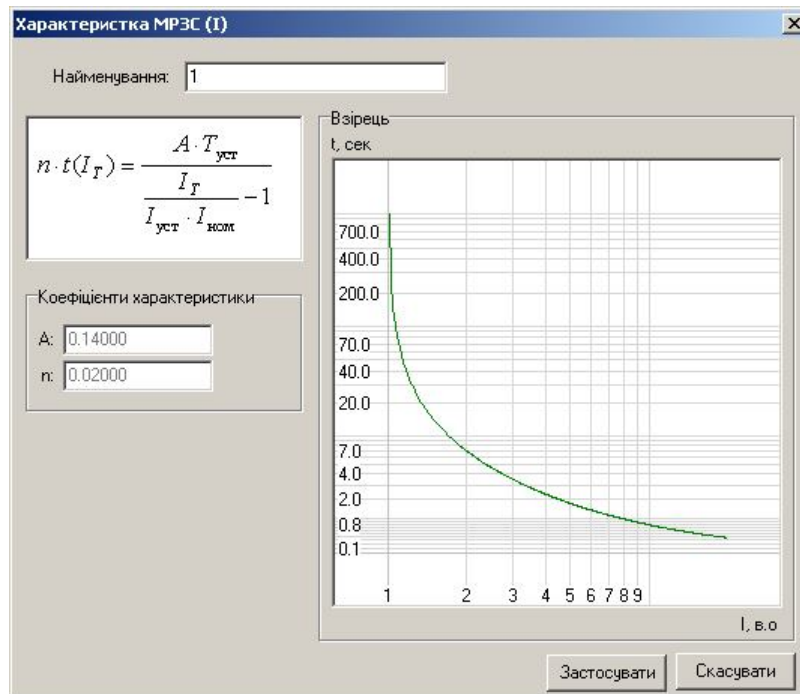 Характеристка МРЗС (I)
Найменування: 1
n · t(I_T) = A · T_уст / (I_T / (I_уст · I_ном) − 1)
Коефіцієнти характеристики
A: 0.14000
n: 0.02000
Взірець
t, сек
700.0
400.0
200.0
70.0
40.0
20.0
7.0
4.0
2.0
0.8
0.1
1 2 3 4 5 6 7 8 9
I, в.о
Застосувати Скасувати